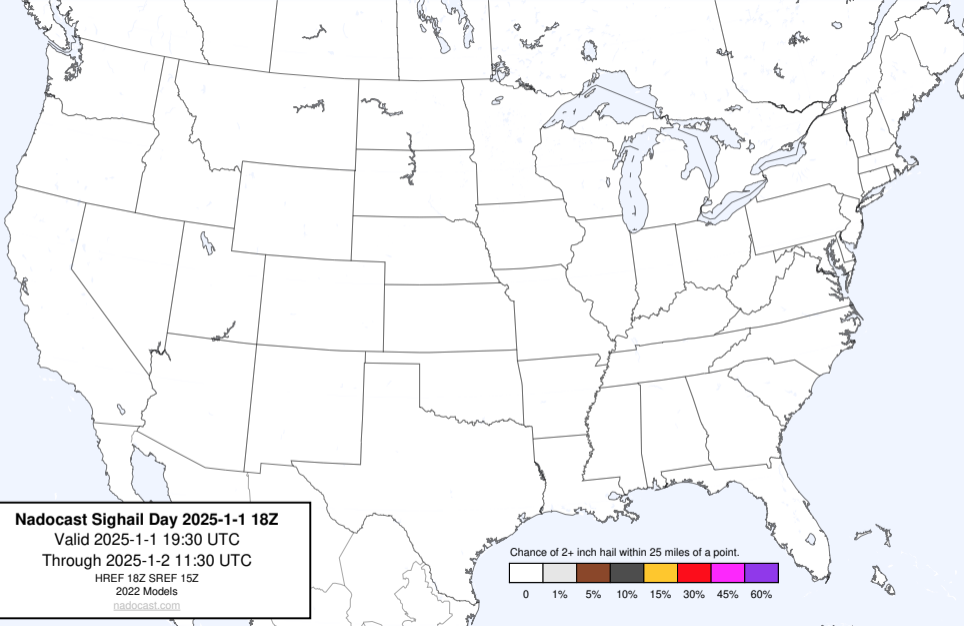 Nadocast Sighail Day 2025-1-1 18Z
Valid 2025-1-1 19:30 UTC
Through 2025-1-2 11:30 UTC
HREF 18Z SREF 15Z
2022 Models
nadocast.com
Chance of 2+ inch hail within 25 miles of a point.
0 1% 5% 10% 15% 30% 45% 60%